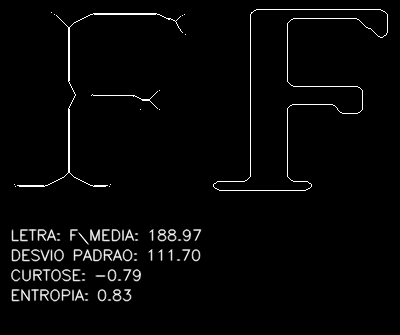 F F
LETRA: F\MEDIA: 188.97
DESVIO PADRAO: 111.70
CURTOSE: -0.79
ENTROPIA: 0.83